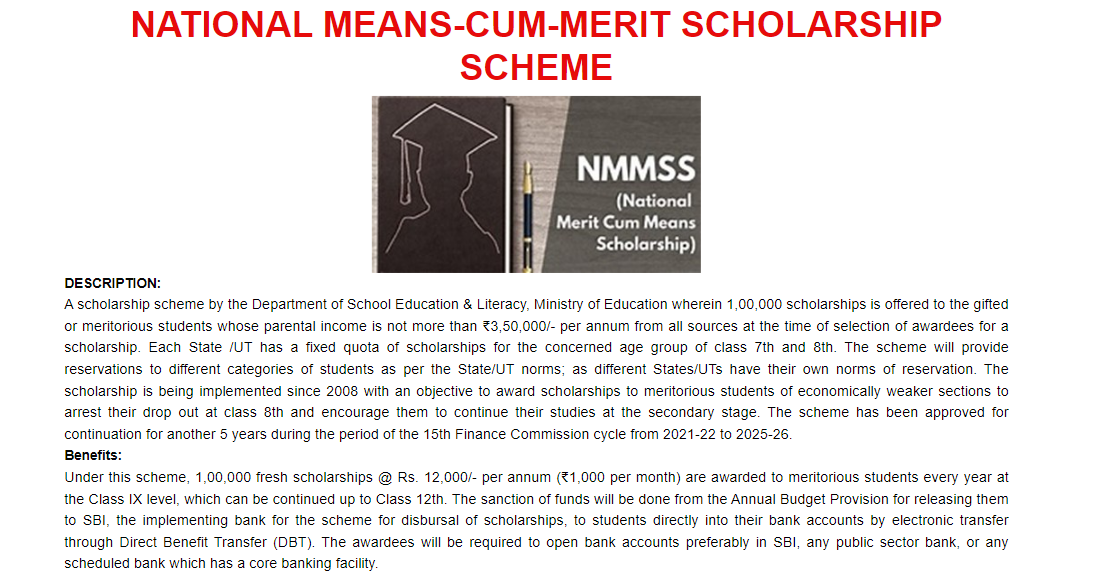 NATIONAL MEANS-CUM-MERIT SCHOLARSHIP
SCHEME
NMMSS
(National
Merit Cum Means
Scholarship)
DESCRIPTION:
A scholarship scheme by the Department of School Education & Literacy, Ministry of Education wherein 1,00,000 scholarships is offered to the gifted
or meritorious students whose parental income is not more than ₹3,50,000/- per annum from all sources at the time of selection of awardees for a
scholarship. Each State /UT has a fixed quota of scholarships for the concerned age group of class 7th and 8th. The scheme will provide
reservations to different categories of students as per the State/UT norms; as different States/UTs have their own norms of reservation. The
scholarship is being implemented since 2008 with an objective to award scholarships to meritorious students of economically weaker sections to
arrest their drop out at class 8th and encourage them to continue their studies at the secondary stage. The scheme has been approved for
continuation for another 5 years during the period of the 15th Finance Commission cycle from 2021-22 to 2025-26.
Benefits:
Under this scheme, 1,00,000 fresh scholarships @ Rs. 12,000/- per annum (₹1,000 per month) are awarded to meritorious students every year at
the Class IX level, which can be continued up to Class 12th. The sanction of funds will be done from the Annual Budget Provision for releasing them
to SBI, the implementing bank for the scheme for disbursal of scholarships, to students directly into their bank accounts by electronic transfer
through Direct Benefit Transfer (DBT). The awardees will be required to open bank accounts preferably in SBI, any public sector bank, or any
scheduled bank which has a core banking facility.